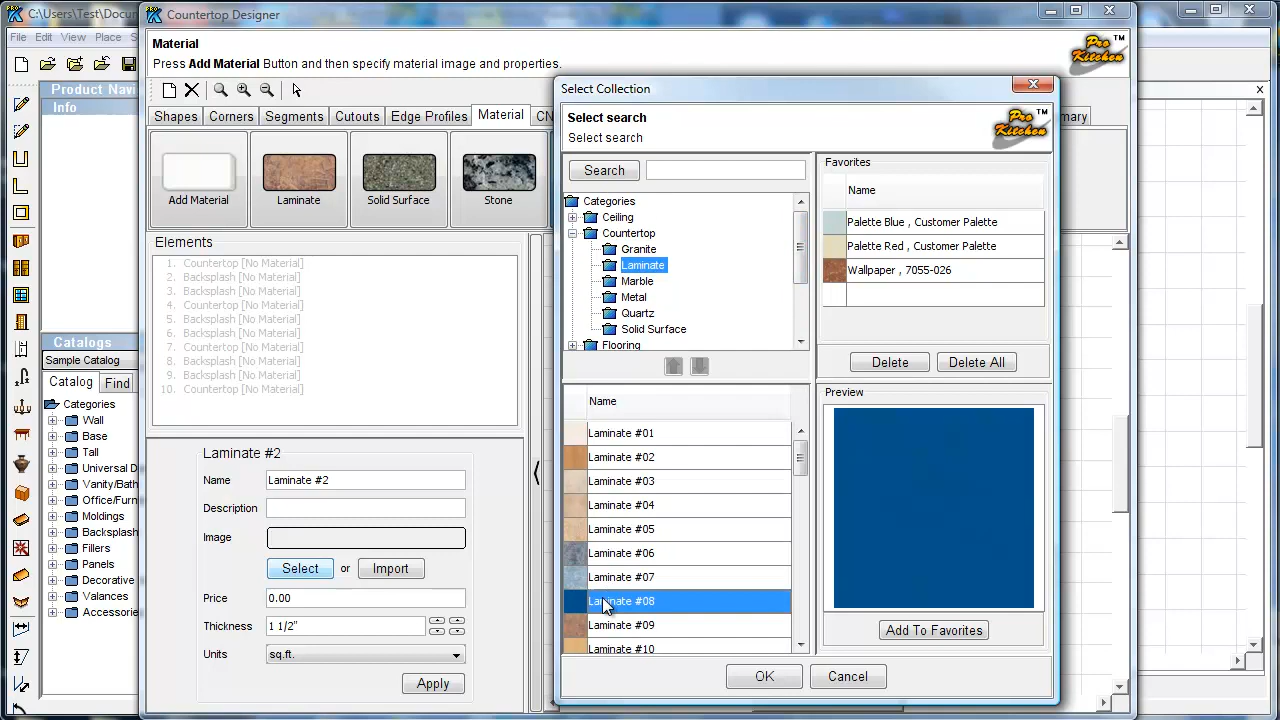 C:\Users\Test\Docum
Countertop Designer
File Edit View Place S
Material
Press Add Material Button and then specify material image and properties.
Pro Kitchen™
Product Navi
Info
Shapes Corners Segments Cutouts Edge Profiles Material CN
Add Material Laminate Solid Surface Stone
Elements
1. Countertop [No Material]
2. Backsplash [No Material]
3. Backsplash [No Material]
4. Countertop [No Material]
5. Backsplash [No Material]
6. Backsplash [No Material]
7. Countertop [No Material]
8. Backsplash [No Material]
9. Backsplash [No Material]
10. Countertop [No Material]
Catalogs
Sample Catalog
Catalog Find
Categories
Wall
Base
Tall
Universal D
Vanity/Bath
Office/Furn
Moldings
Backsplash
Fillers
Panels
Decorative
Valances
Accessorie
Laminate #2
Name Laminate #2
Description
Image
Select or Import
Price 0.00
Thickness 1 1/2"
Units sq.ft.
Apply
Select Collection
Select search
Select search
Pro Kitchen™
Search
Categories
Ceiling
Countertop
Granite
Laminate
Marble
Metal
Quartz
Solid Surface
Flooring
Name
Laminate #01
Laminate #02
Laminate #03
Laminate #04
Laminate #05
Laminate #06
Laminate #07
Laminate #08
Laminate #09
Laminate #10
Favorites
Name
Palette Blue , Customer Palette
Palette Red , Customer Palette
Wallpaper , 7055-026
Delete Delete All
Preview
Add To Favorites
OK Cancel
mary